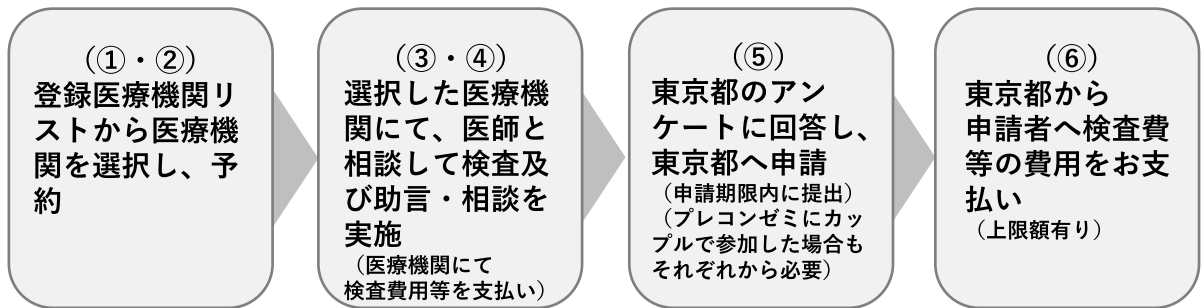 （①・②）
登録医療機関リ
ストから医療機
関を選択し、予
約
（③・④）
選択した医療機
関にて、医師と
相談して検査及
び助言・相談を
実施
（医療機関にて
検査費用等を支払い）
（⑤）
東京都のアン
ケートに回答し、
東京都へ申請
（申請期限内に提出）
（プレコンゼミにカッ
プルで参加した場合も
それぞれから必要）
（⑥）
東京都から
申請者へ検査費
等の費用をお支
払い
（上限額有り）